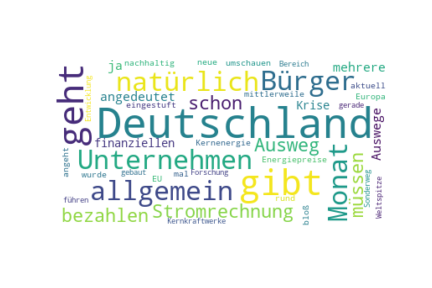 ja
nachhaltig
neue
umschauen
Bereich
mehrere
natürlich
Bürger
aktuell
geht
Entwicklung
angedeutet
eingestuft
schon
mittlerweile
Krise
Europa
gerade
Deutschland
Auswege
finanziellen
Kernenergie
Ausweg
Unternehmen
Energiepreise
Monat
müssen
angeht
wurde
gebaut
EU
mal
Forschung
allgemein
gibt
Sonderweg
Weltspitze
führen
rund
bezahlen
Stromrechnung
Kernkraftwerke
bloß